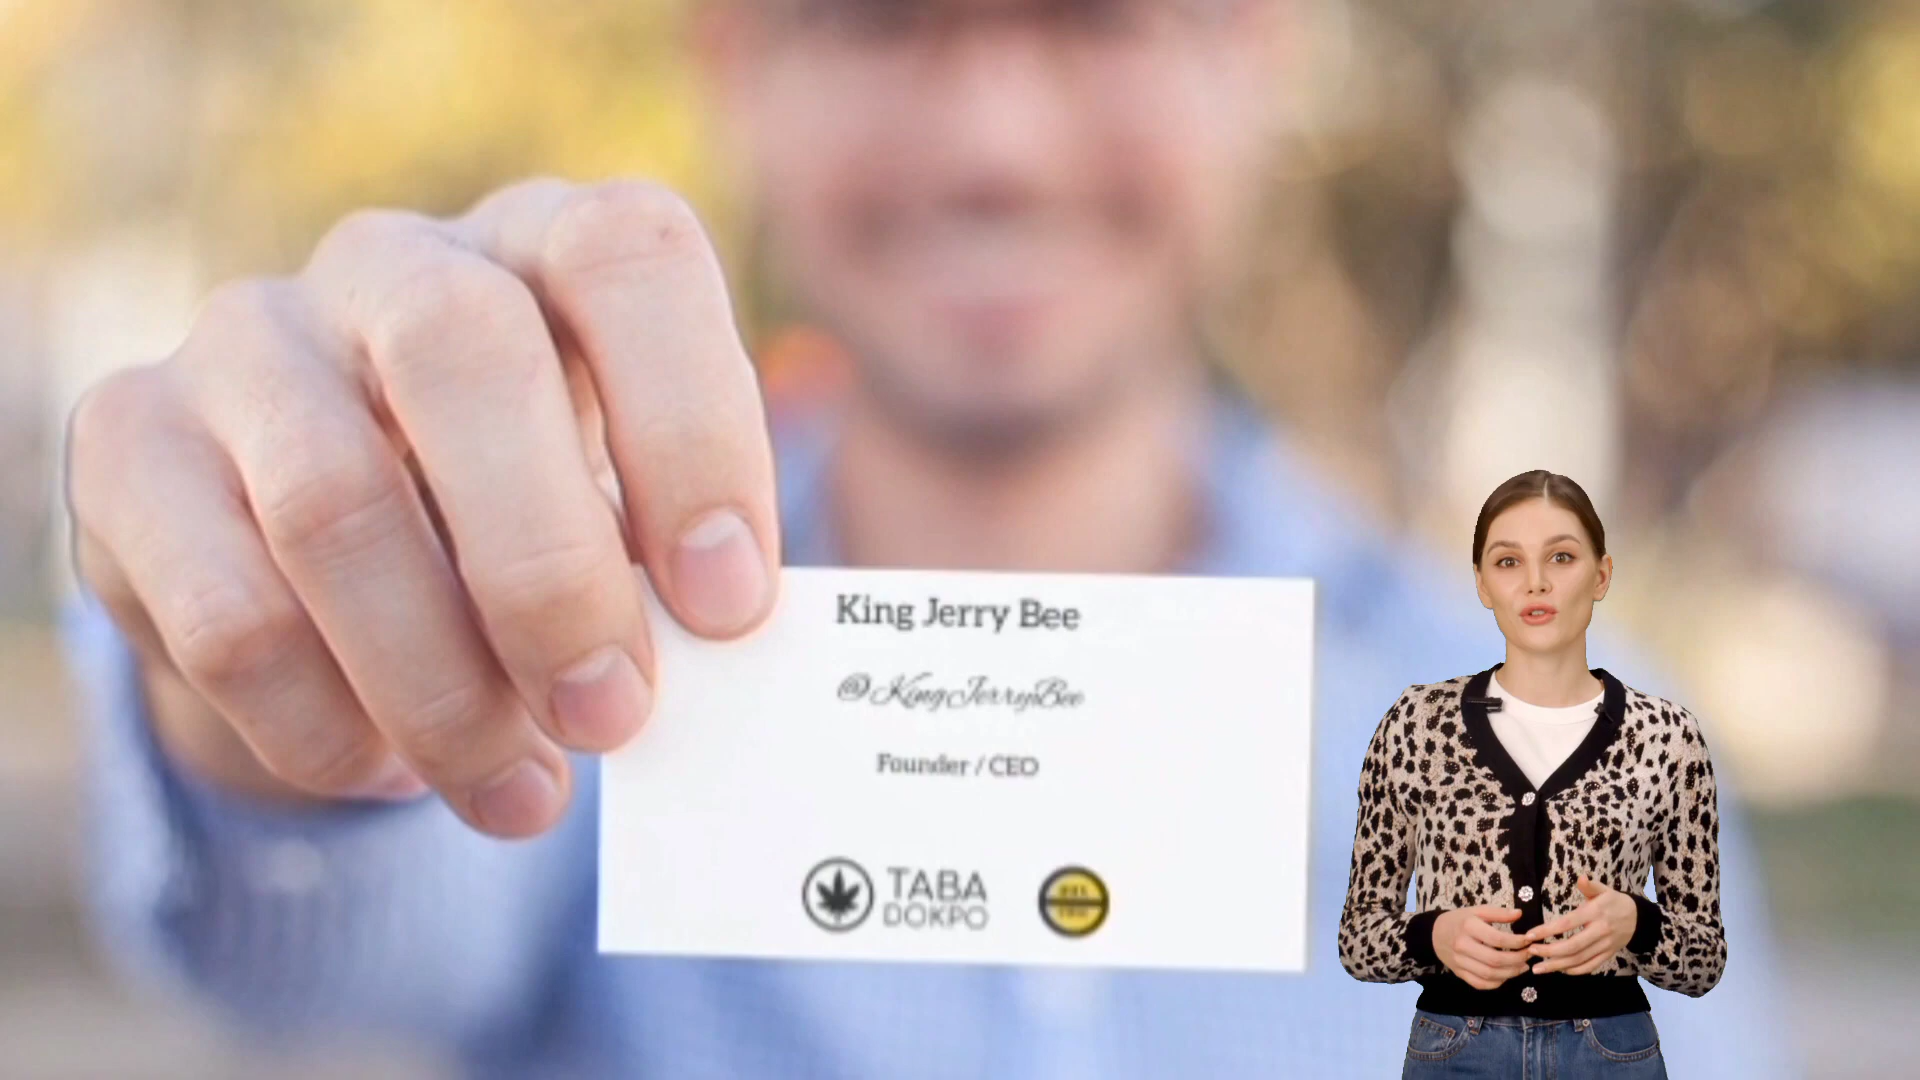 King Jerry Bee
@KingJerryBee
Founder / CEO
TABA
DOKPO